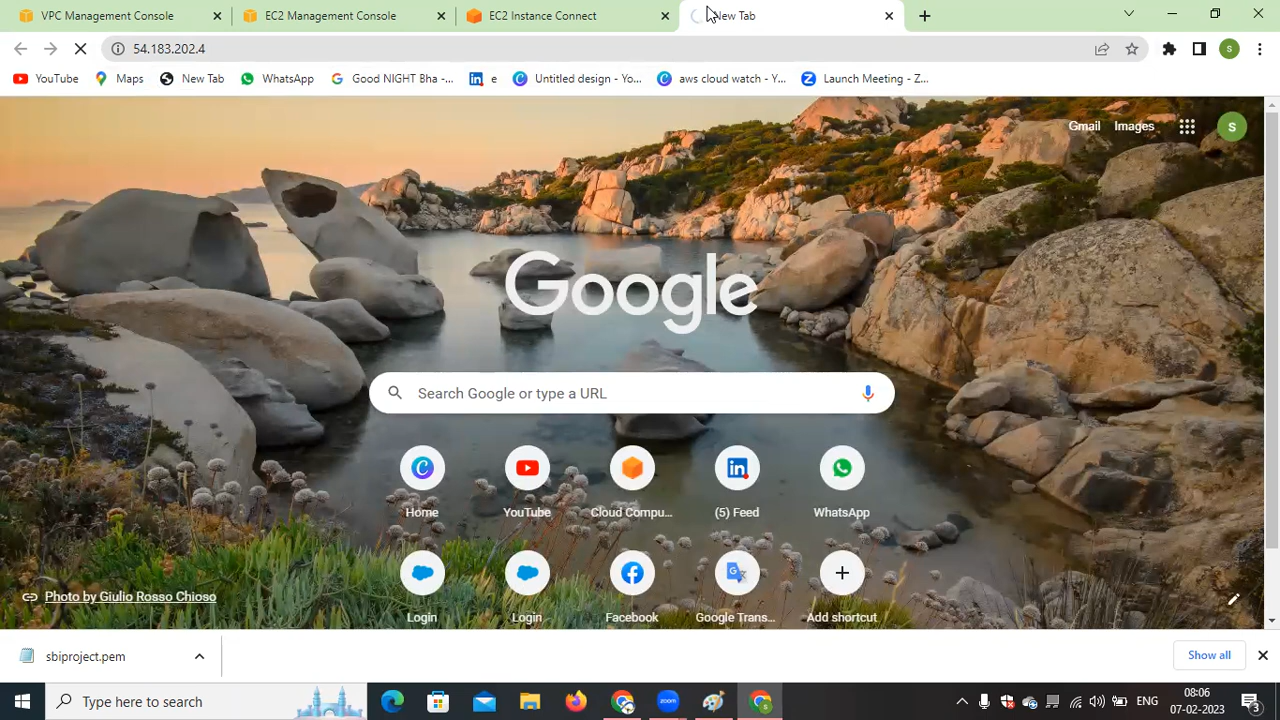 VPC Management Console
EC2 Management Console
EC2 Instance Connect
New Tab
54.183.202.4
S
YouTube
Maps
New Tab
WhatsApp
Good NIGHT Bha -...
e
Untitled design - Yo...
aws cloud watch - Y...
Launch Meeting - Z...
Gmail
Images
S
Google
Search Google or type a URL
Home
YouTube
Cloud Compu...
(5) Feed
WhatsApp
Photo by Giulio Rosso Chioso
Login
Login
Facebook
Google Trans...
Add shortcut
sbiproject.pem
Show all
Type here to search
zoom
ENG
08:06
07-02-2023
3